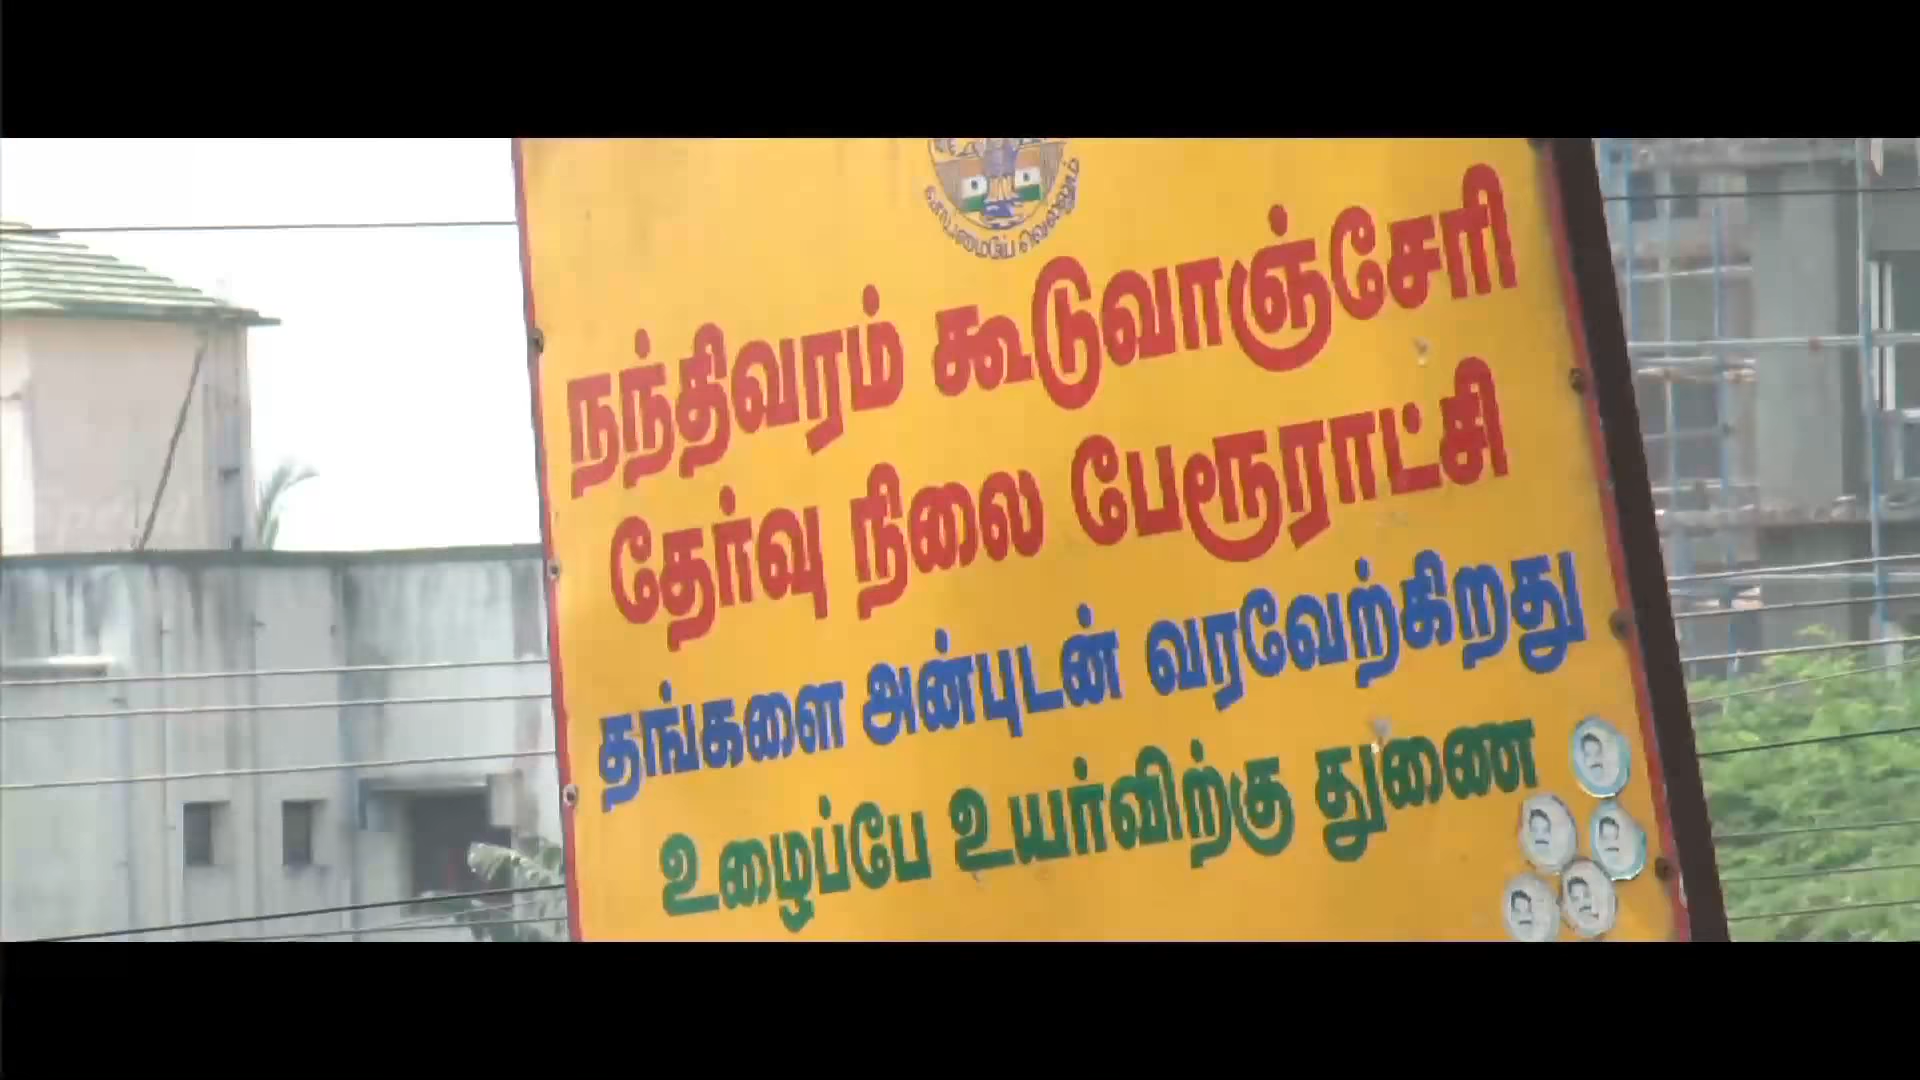 வாய்மையே வெல்லும்
நந்திவரம் கூடுவாஞ்சேரி
தேர்வு நிலை பேரூராட்சி
தங்களை அன்புடன் வரவேற்கிறது
உழைப்பே உயர்விற்கு துணை